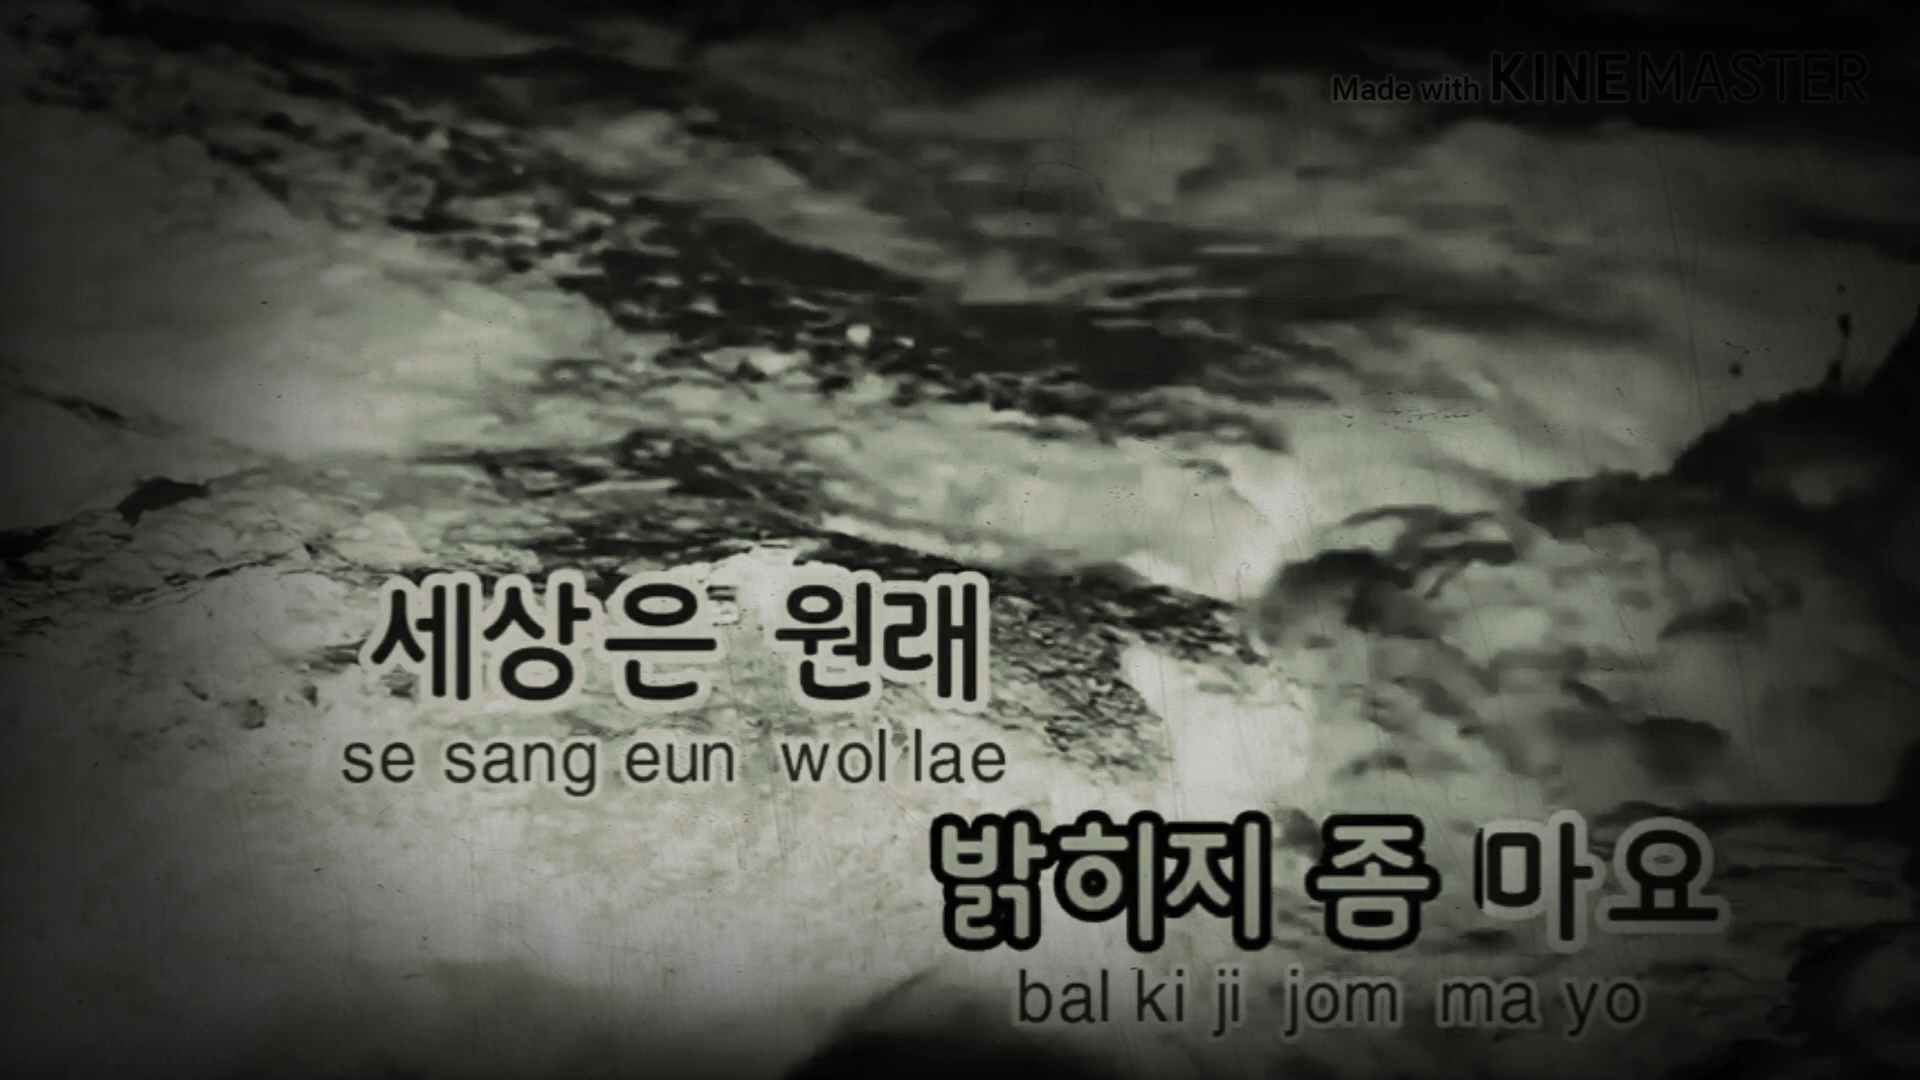 Made with KINEMASTER
세상은 원래
se sang eun wol lae
밝히지 좀 마요
bal ki ji jom ma yo